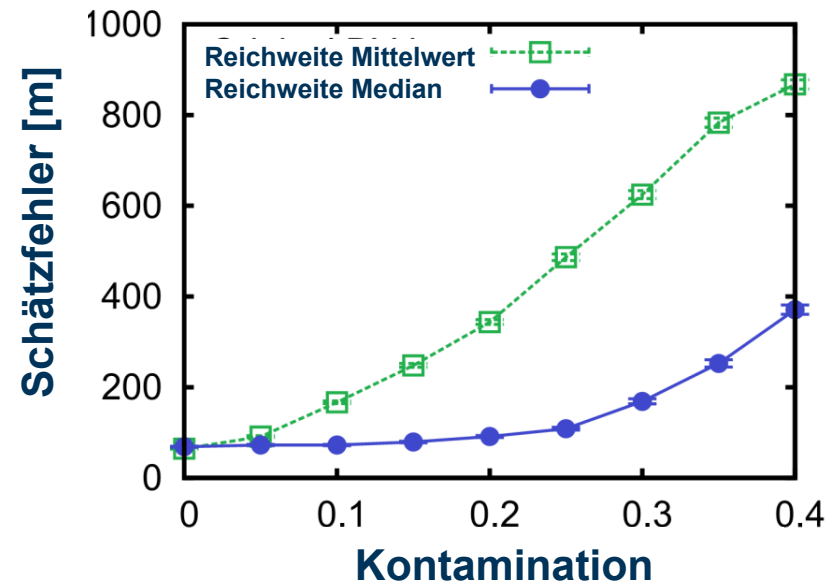 1000
800
600
400
200
0
Schätzfehler [m]
Reichweite Mittelwert
Reichweite Median
0 0.1 0.2 0.3 0.4
Kontamination